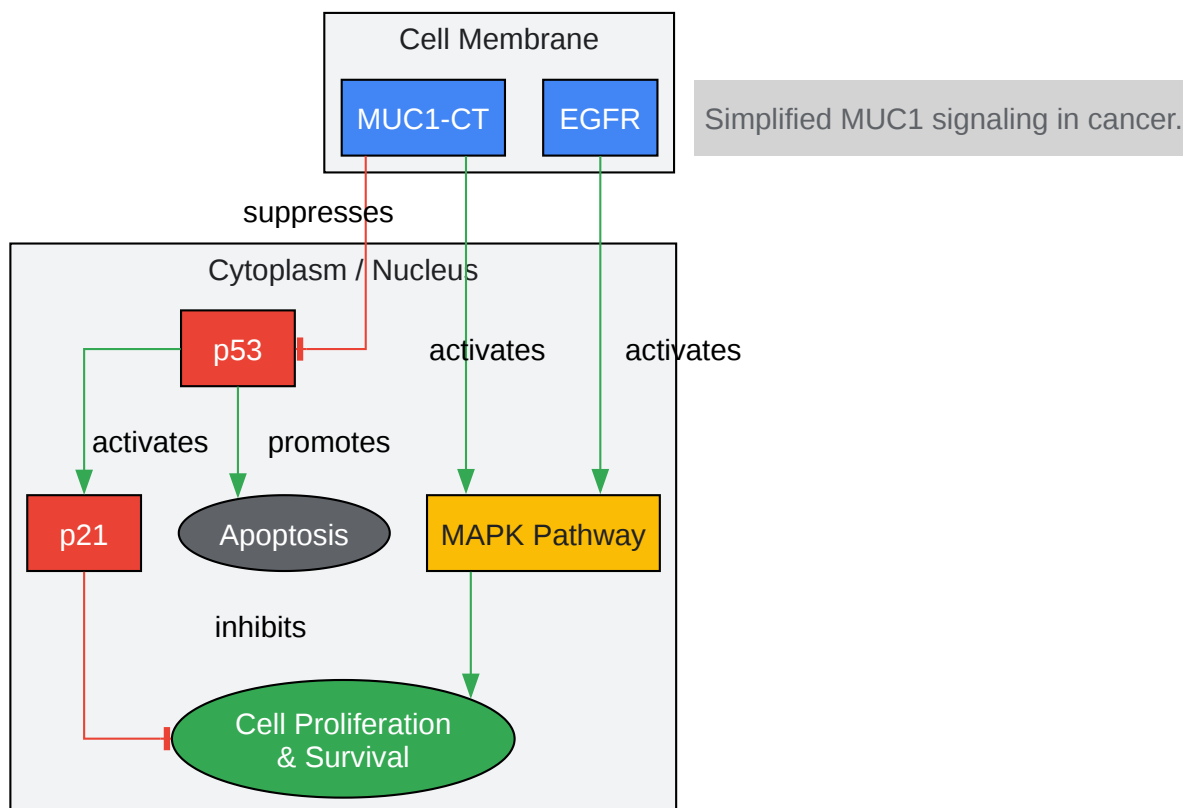 Cell Membrane
MUC1-CT
EGFR
Simplified MUC1 signaling in cancer.
suppresses
Cytoplasm / Nucleus
p53
activates
activates
activates
promotes
p21
Apoptosis
MAPK Pathway
inhibits
Cell Proliferation
& Survival